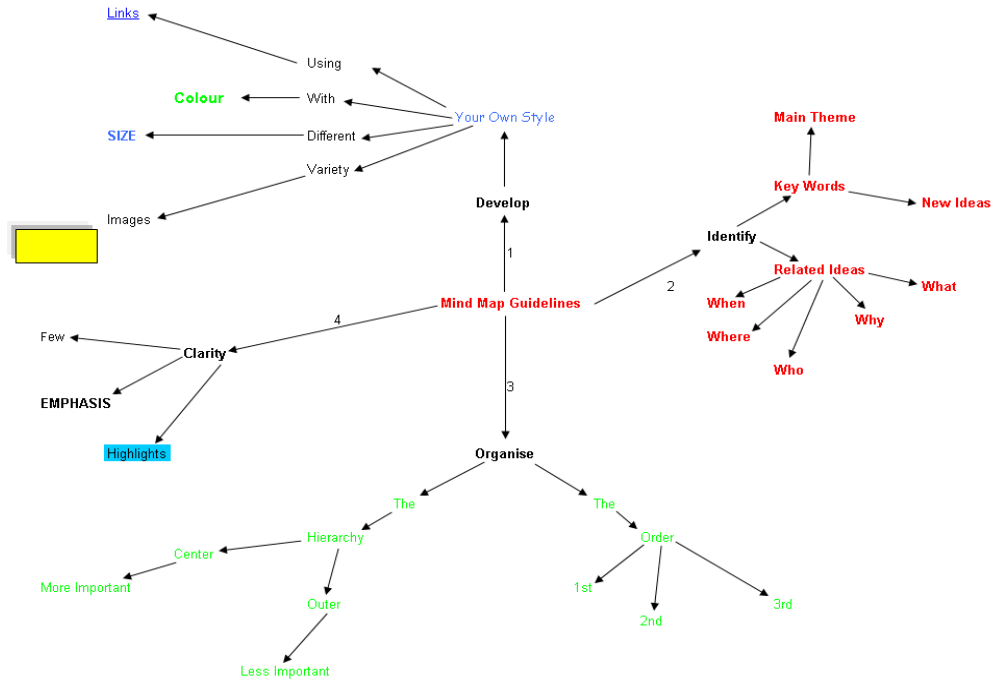 Links
Using
Colour
With
Your Own Style
SIZE
Different
Variety
Images
Develop
1
Main Theme
Key Words
New Ideas
Identify
Related Ideas
What
When
Why
Where
Who
2
Mind Map Guidelines
4
Few
Clarity
EMPHASIS
Highlights
3
Organise
The
Hierarchy
Center
More Important
Outer
Less Important
The
Order
1st
2nd
3rd